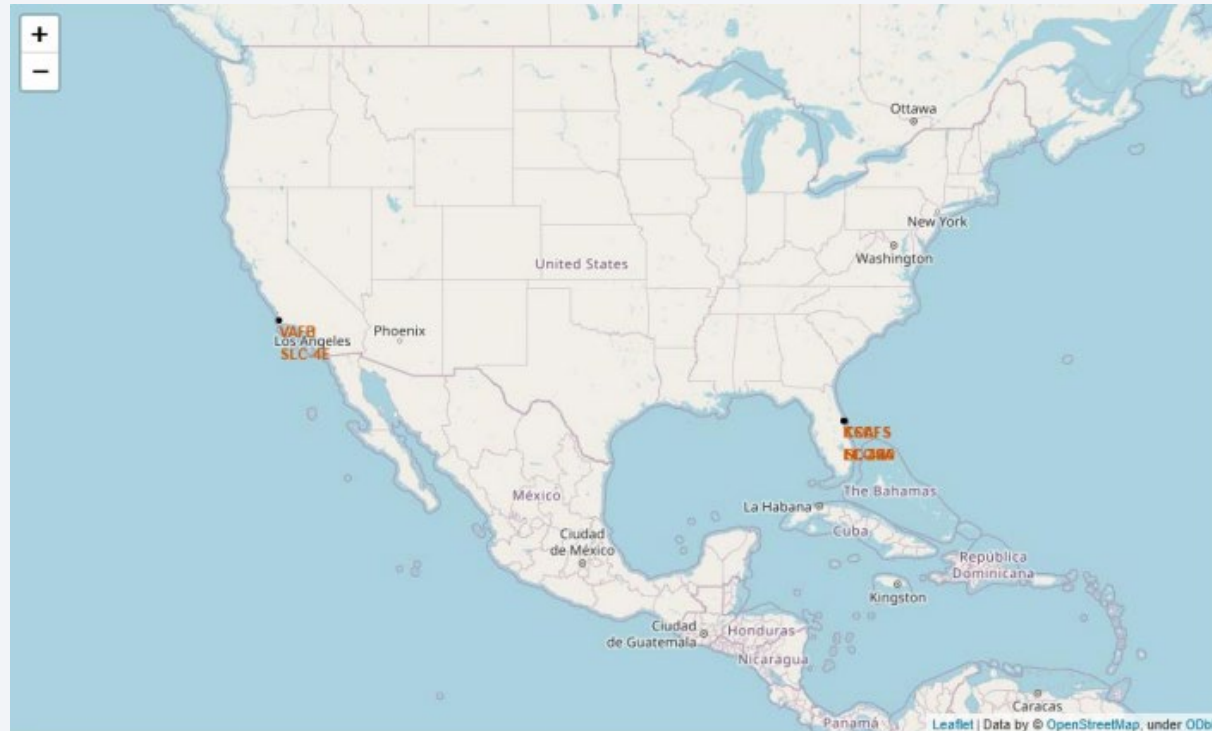 +
−
Ottawa
New York
Washington
United States
VAFB
Phoenix
Los Angeles
SLC-4E
The Bahamas
México
La Habana
Cuba
Ciudad
de México
República
Dominicana
Kingston
Ciudad
de Guatemala
Honduras
Nicaragua
Caracas
Panamá
Leaflet | Data by © OpenStreetMap, under ODb